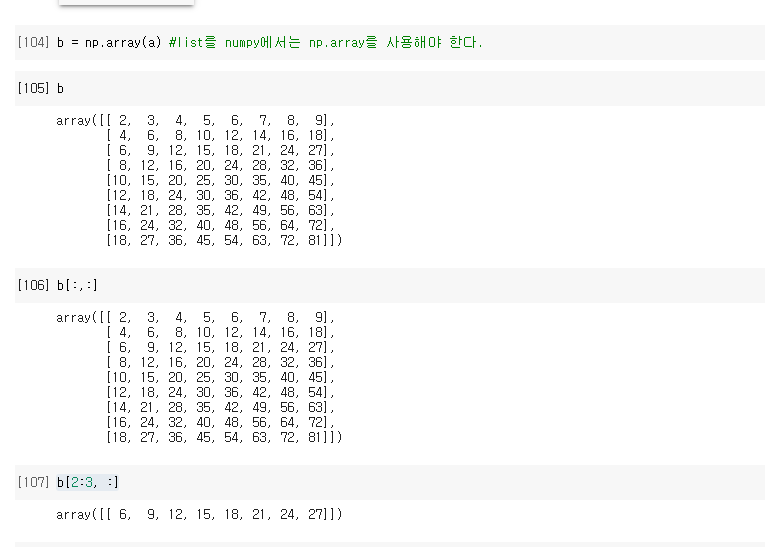 [104] b = np.array(a) #list를 numpy에서는 np.array를 사용해야 한다.
[105] b
array([[ 2,  3,  4,  5,  6,  7,  8,  9],
       [ 4,  6,  8, 10, 12, 14, 16, 18],
       [ 6,  9, 12, 15, 18, 21, 24, 27],
       [ 8, 12, 16, 20, 24, 28, 32, 36],
       [10, 15, 20, 25, 30, 35, 40, 45],
       [12, 18, 24, 30, 36, 42, 48, 54],
       [14, 21, 28, 35, 42, 49, 56, 63],
       [16, 24, 32, 40, 48, 56, 64, 72],
       [18, 27, 36, 45, 54, 63, 72, 81]])
[106] b[:,:]
array([[ 2,  3,  4,  5,  6,  7,  8,  9],
       [ 4,  6,  8, 10, 12, 14, 16, 18],
       [ 6,  9, 12, 15, 18, 21, 24, 27],
       [ 8, 12, 16, 20, 24, 28, 32, 36],
       [10, 15, 20, 25, 30, 35, 40, 45],
       [12, 18, 24, 30, 36, 42, 48, 54],
       [14, 21, 28, 35, 42, 49, 56, 63],
       [16, 24, 32, 40, 48, 56, 64, 72],
       [18, 27, 36, 45, 54, 63, 72, 81]])
[107] b[2:3, :]
array([[ 6,  9, 12, 15, 18, 21, 24, 27]])